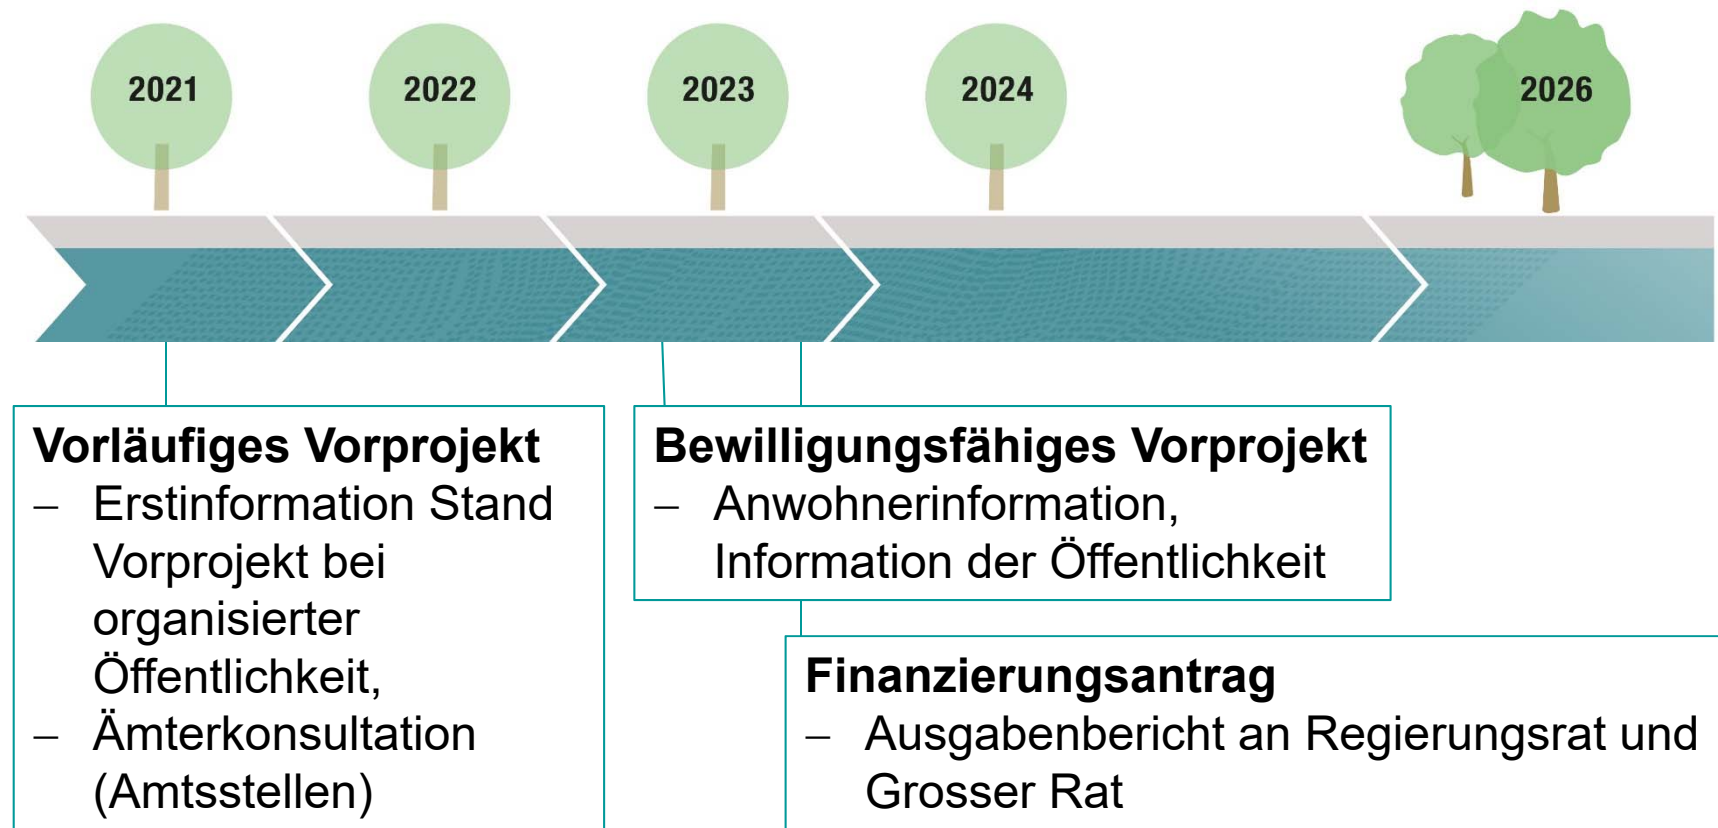 2021
2022
2023
2024
2026
Vorläufiges Vorprojekt
– Erstinformation Stand
Vorprojekt bei
organisierter
Öffentlichkeit,
– Ämterkonsultation
(Amtsstellen)
Bewilligungsfähiges Vorprojekt
– Anwohnerinformation,
Information der Öffentlichkeit
Finanzierungsantrag
– Ausgabenbericht an Regierungsrat und
Grosser Rat